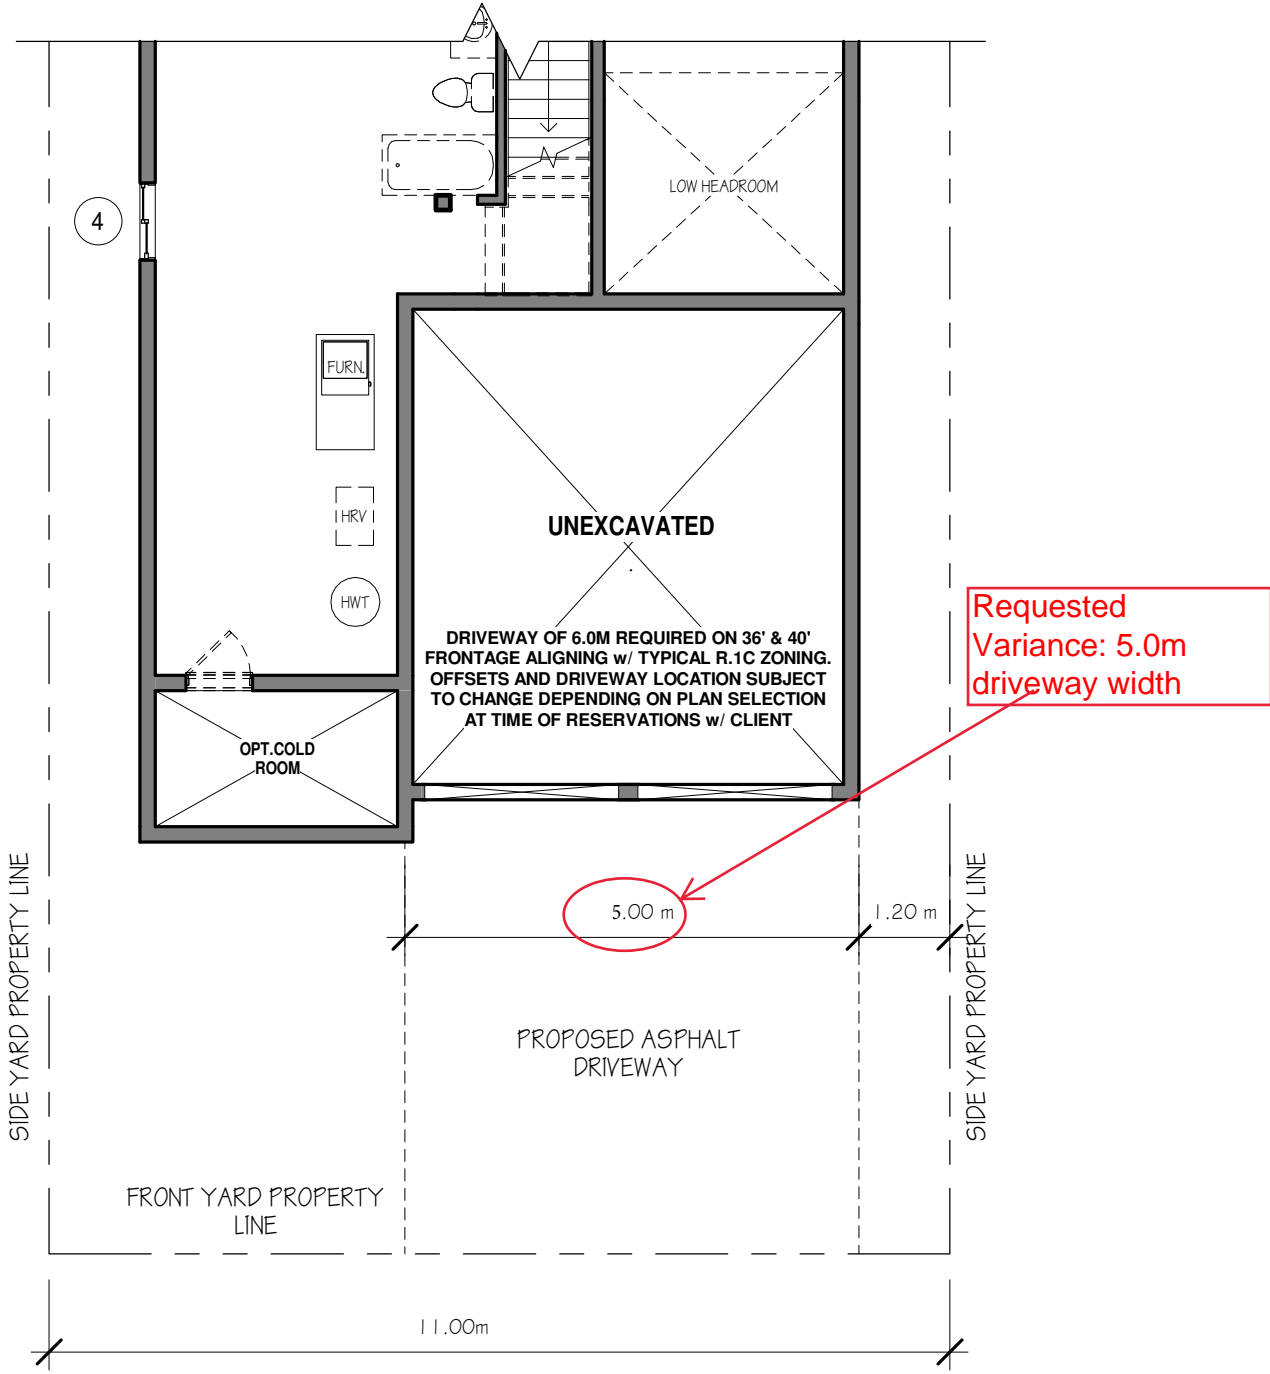 LOW HEADROOM
4
FURN.
HRV
UNEXCAVATED
HWT
DRIVEWAY OF 6.0M REQUIRED ON 36' & 40'
FRONTAGE ALIGNING w/ TYPICAL R.1C ZONING.
OFFSETS AND DRIVEWAY LOCATION SUBJECT
TO CHANGE DEPENDING ON PLAN SELECTION
AT TIME OF RESERVATIONS w/ CLIENT
Requested
Variance: 5.0m
driveway width
OPT.COLD
ROOM
SIDE YARD PROPERTY LINE
5.00 m
1.20 m
SIDE YARD PROPERTY LINE
PROPOSED ASPHALT
DRIVEWAY
FRONT YARD PROPERTY
LINE
11.00m